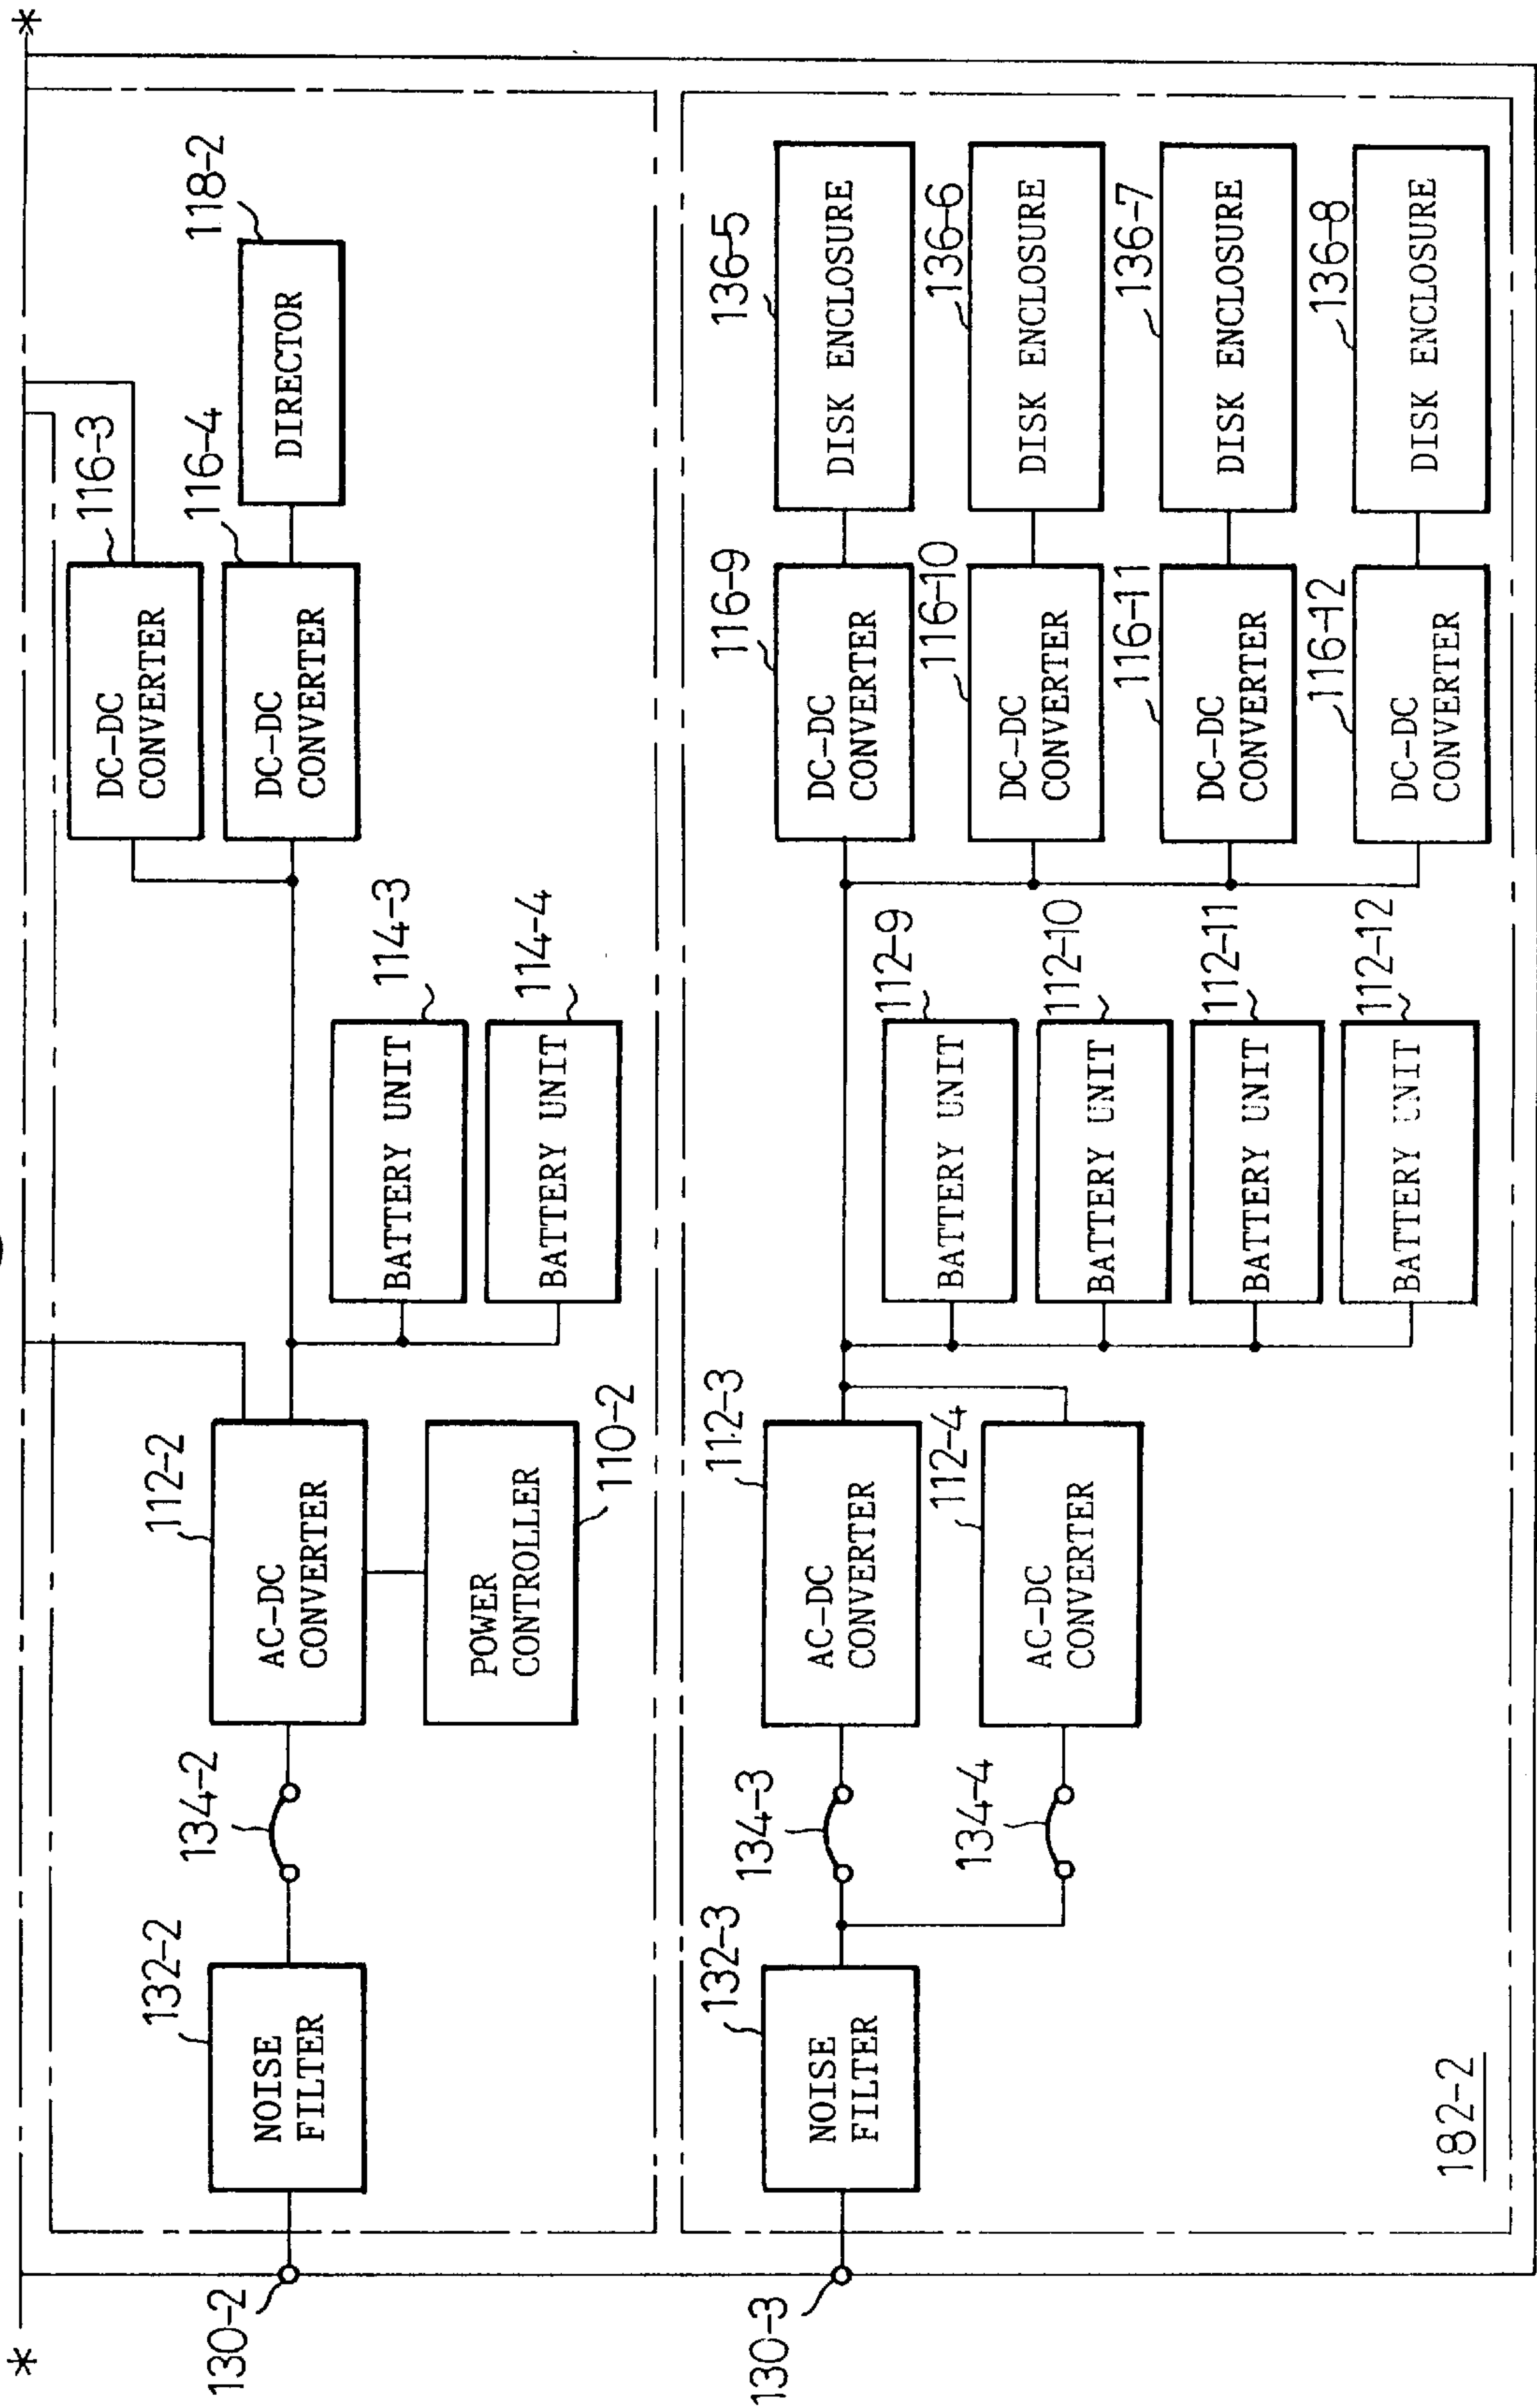 *
*
130-2
132-2
NOISE
FILTER
134-2
112-2
AC-DC
CONVERTER
POWER
CONTROLLER
110-2
114-3
BATTERY UNIT
114-4
BATTERY UNIT
116-3
DC-DC
CONVERTER
116-4
DC-DC
CONVERTER
118-2
DIRECTOR
130-3
132-3
NOISE
FILTER
134-3
134-4
112-3
AC-DC
CONVERTER
112-4
AC-DC
CONVERTER
112-9
BATTERY UNIT
112-10
BATTERY UNIT
112-11
BATTERY UNIT
112-12
BATTERY UNIT
116-9
DC-DC
CONVERTER
116-10
DC-DC
CONVERTER
116-11
DC-DC
CONVERTER
116-12
DC-DC
CONVERTER
136-5
DISK ENCLOSURE
136-6
DISK ENCLOSURE
136-7
DISK ENCLOSURE
136-8
DISK ENCLOSURE
182-2